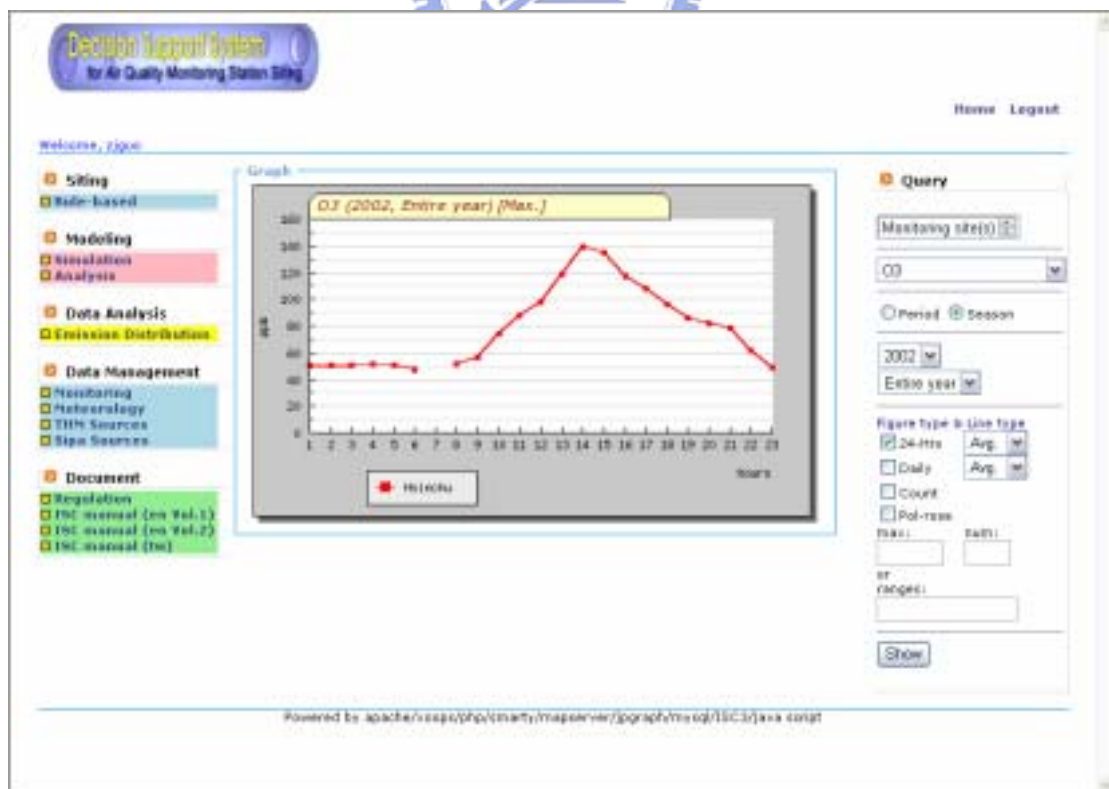 Decision Support System
for Air Quality Monitoring Station Siting
Home Logout
Welcome, zjguo
Siting
Rule-based
Modeling
Simulation
Analysis
Data Analysis
Emission Distribution
Data Management
Monitoring
Meteorology
Sources
Sipa Sources
Document
Regulation
ISC manual (en Vol.1)
ISC manual (en Vol.2)
ISC manual (tw)
Graph
O3 (2002, Entire year) [Max.]
160
140
120
100
80
60
40
20
0
ppb
1 2 3 4 5 6 7 8 9 10 11 12 13 14 15 16 17 18 19 20 21 22 23
hours
Hsinchu
Query
Monitoring site(s)
O3
Period Season
2002
Entire year
Figure type & Line type
24-Hrs Avg.
Daily Avg.
Count
Pol-rose
max: num:
or
ranges:
Show
Powered by apache/php/smarty/mapserver/jpgraph/mysql/ISC3/java script